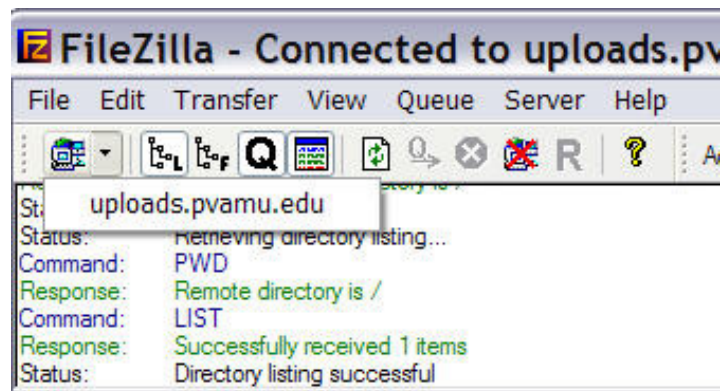 FileZilla - Connected to uploads.pv
File Edit Transfer View Queue Server Help
L F Q Q R ?
uploads.pvamu.edu
Status: Retrieving directory listing...
Command: PWD
Response: Remote directory is /
Command: LIST
Response: Successfully received 1 items
Status: Directory listing successful